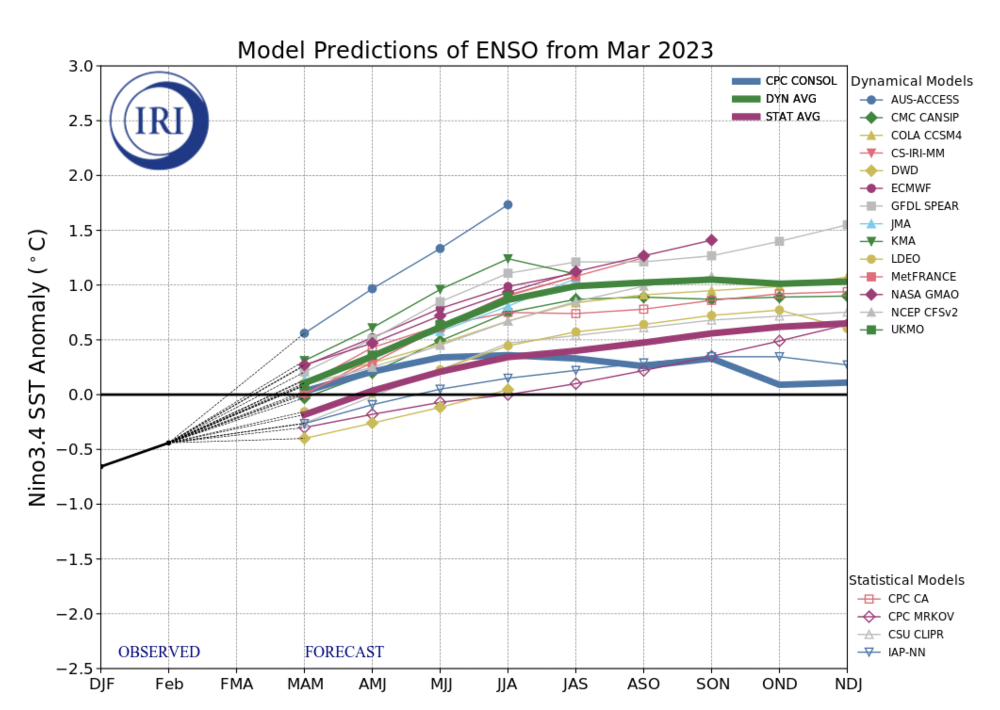 Model Predictions of ENSO from Mar 2023
3.0
2.5
2.0
1.5
1.0
0.5
0.0
−0.5
−1.0
−1.5
−2.0
−2.5
Nino3.4 SST Anomaly (°C)
IRI
CPC CONSOL
DYN AVG
STAT AVG
OBSERVED
FORECAST
DJF
Feb
FMA
MAM
AMJ
MJJ
JJA
JAS
ASO
SON
OND
NDJ
Dynamical Models
AUS-ACCESS
CMC CANSIP
COLA CCSM4
CS-IRI-MM
DWD
ECMWF
GFDL SPEAR
JMA
KMA
LDEO
MetFRANCE
NASA GMAO
NCEP CFSv2
UKMO
Statistical Models
CPC CA
CPC MRKOV
CSU CLIPR
IAP-NN